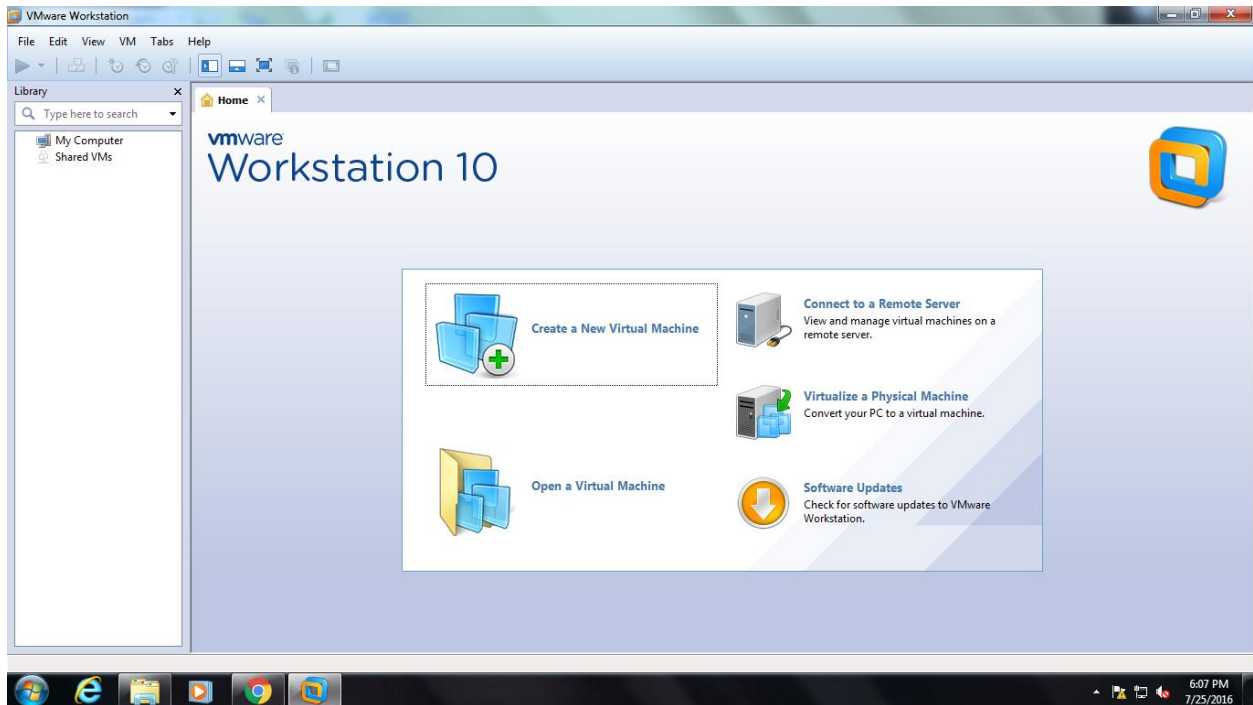 VMware Workstation
File Edit View VM Tabs Help
Library
Type here to search
My Computer
Shared VMs
Home
vmware
Workstation 10
Create a New Virtual Machine
Open a Virtual Machine
Connect to a Remote Server
View and manage virtual machines on a
remote server.
Virtualize a Physical Machine
Convert your PC to a virtual machine.
Software Updates
Check for software updates to VMware
Workstation.
6:07 PM
7/25/2016